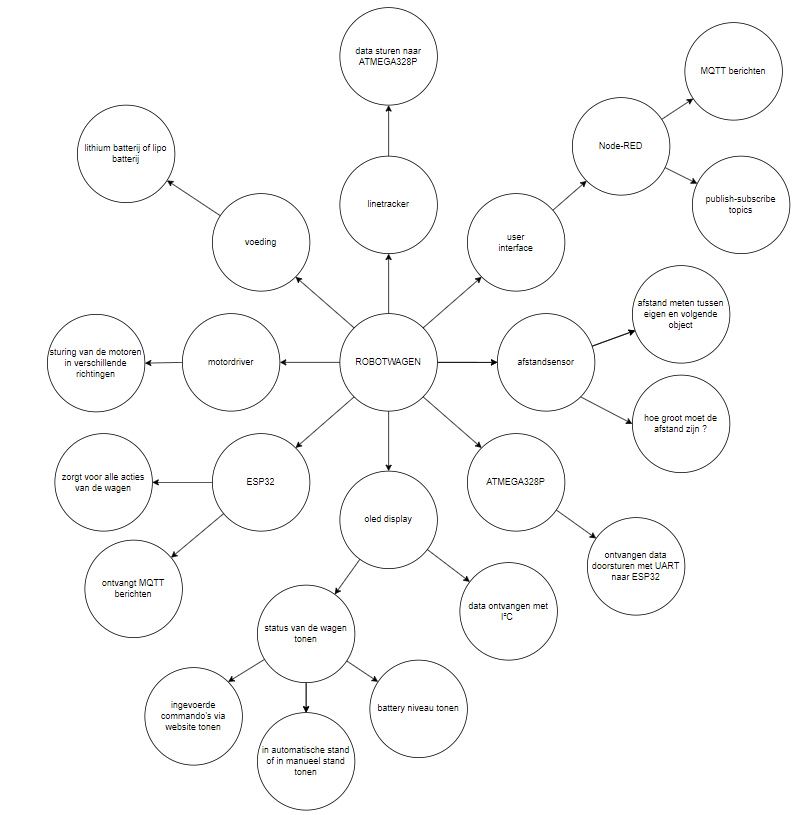 data sturen naar
ATMEGA328P
MQTT berichten
lithium batterij of lipo
batterij
Node-RED
linetracker
publish-subscribe
topics
voeding
user
interface
afstand meten tussen
eigen en volgende
object
sturing van de motoren
in verschillende
richtingen
motordriver
ROBOTWAGEN
afstandsensor
hoe groot moet de
afstand zijn ?
zorgt voor alle acties
van de wagen
ESP32
ATMEGA328P
oled display
ontvangen data
doorsturen met UART
naar ESP32
ontvangt MQTT
berichten
data ontvangen met
I²C
status van de wagen
tonen
ingevoerde
commando's via
website tonen
battery niveau tonen
in automatische stand
of in manueel stand
tonen